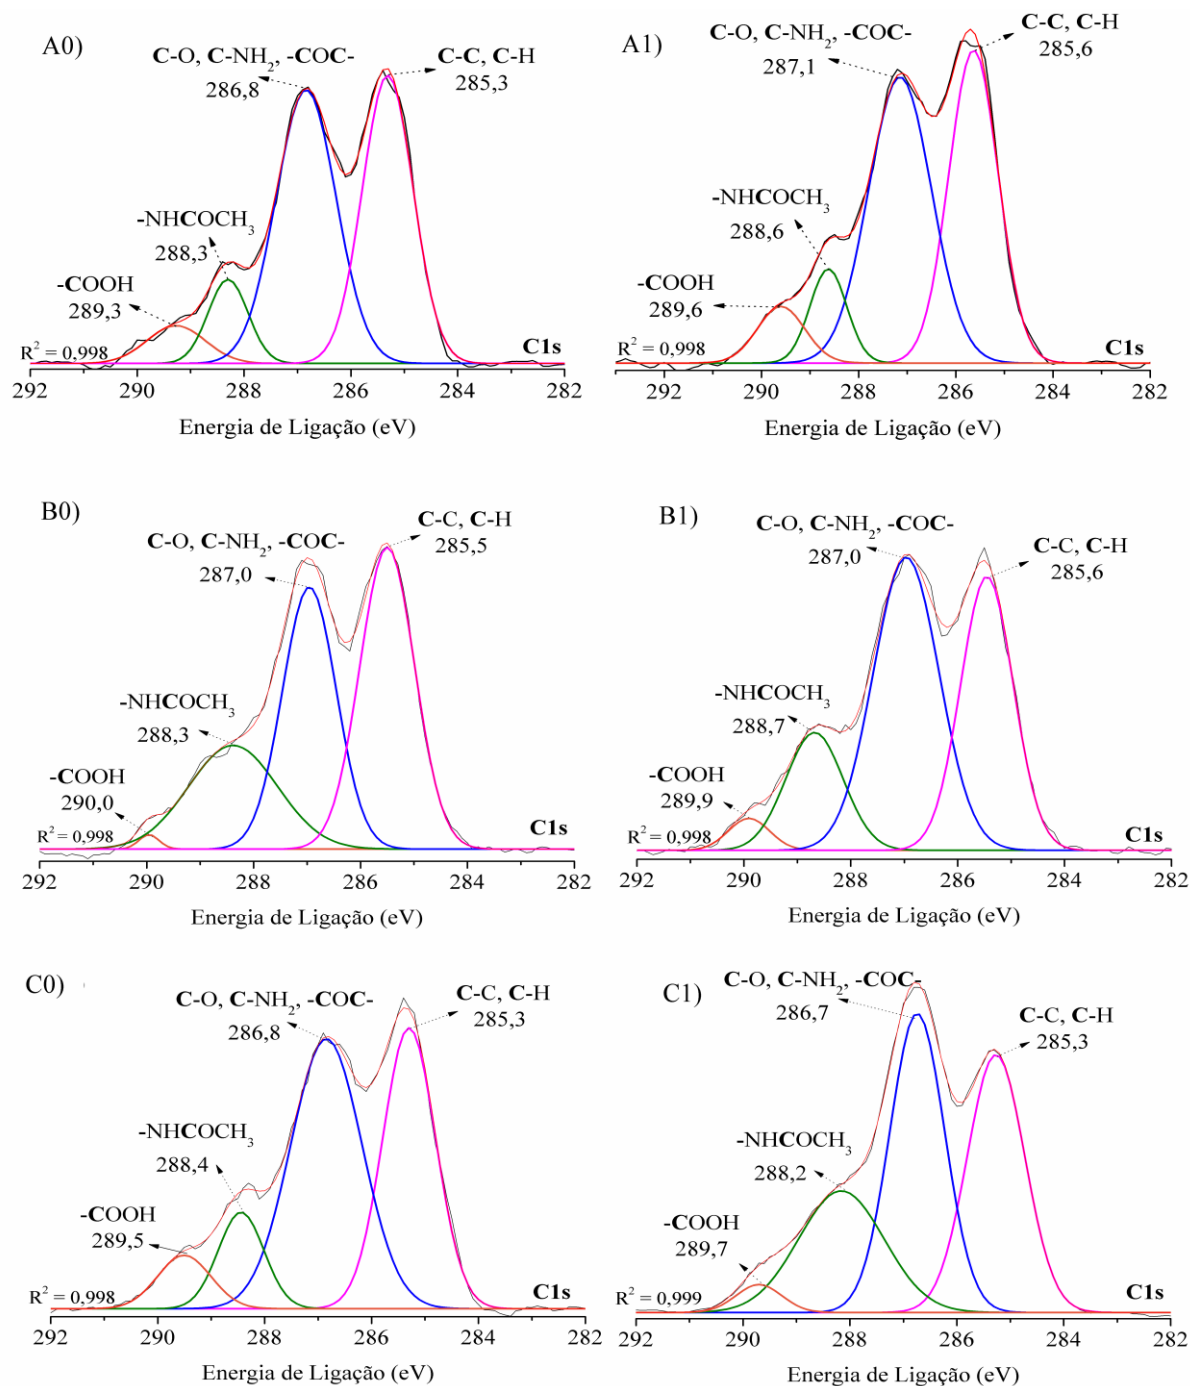 A0)
C-O, C-NH2, -COC-
286,8
C-C, C-H
285,3
-NHCOCH3
288,3
-COOH
289,3
R2 = 0,998
C1s
292 290 288 286 284 282
Energia de Ligação (eV)
A1)
C-O, C-NH2, -COC-
287,1
C-C, C-H
285,6
-NHCOCH3
288,6
-COOH
289,6
R2 = 0,998
C1s
292 290 288 286 284 282
Energia de Ligação (eV)
B0)
C-O, C-NH2, -COC-
287,0
C-C, C-H
285,5
-NHCOCH3
288,3
-COOH
290,0
R2 = 0,998
C1s
292 290 288 286 284 282
Energia de Ligação (eV)
B1)
C-O, C-NH2, -COC-
287,0
C-C, C-H
285,6
-NHCOCH3
288,7
-COOH
289,9
R2 = 0,998
C1s
292 290 288 286 284 282
Energia de Ligação (eV)
C0)
C-O, C-NH2, -COC-
286,8
C-C, C-H
285,3
-NHCOCH3
288,4
-COOH
289,5
R2 = 0,998
C1s
292 290 288 286 284 282
Energia de Ligação (eV)
C1)
C-O, C-NH2, -COC-
286,7
C-C, C-H
285,3
-NHCOCH3
288,2
-COOH
289,7
R2 = 0,999
C1s
292 290 288 286 284 282
Energia de Ligação (eV)